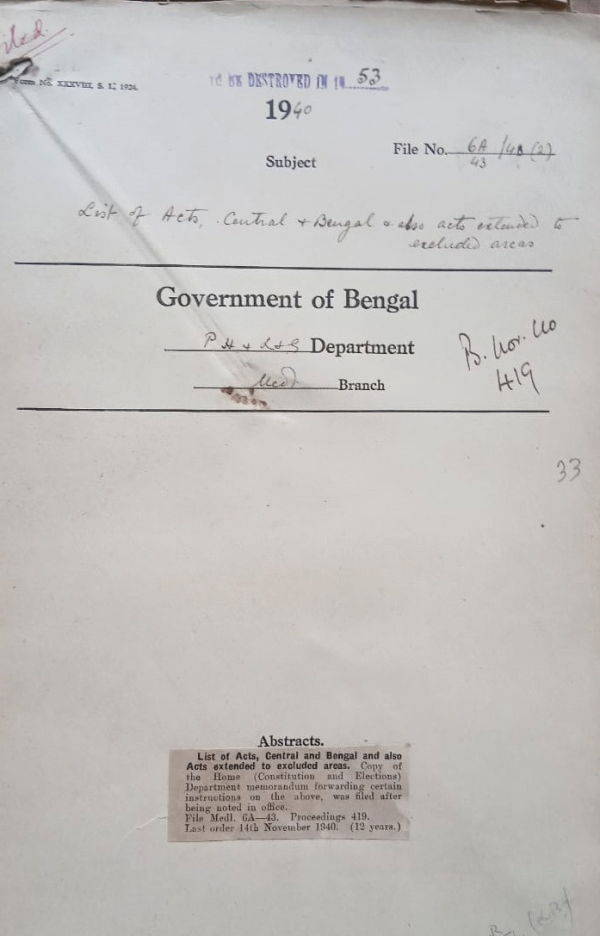 Form No. XXXVIII, S. I., 1924.
TO BE DESTROYED IN 19 53
1940
File No. 6A/43 /40 (2)
Subject
List of Acts, Central + Bengal & also acts extended to
excluded areas
Government of Bengal
P H & L S G Department
Medl Branch
B. Nov. 40
419
33
Abstracts.
List of Acts, Central and Bengal and also
Acts extended to excluded areas. Copy of
the Home (Constitution and Elections)
Department memorandum forwarding certain
instructions on the above, was filed after
being noted in office.
File Medl. 6A—43. Proceedings 419.
Last order 14th November 1940. (12 years.)